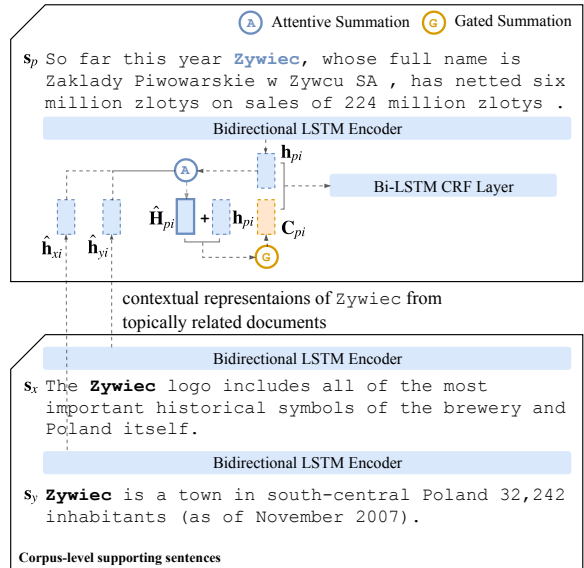 A Attentive Summation G Gated Summation
s_p So far this year Zywiec, whose full name is
Zaklady Piwowarskie w Zywcu SA , has netted six
million zlotys on sales of 224 million zlotys .
Bidirectional LSTM Encoder
h_pi
A
Bi-LSTM CRF Layer
Ĥ_pi + h_pi C_pi
ĥ_xi ĥ_yi
G
contextual representaions of Zywiec from
topically related documents
Bidirectional LSTM Encoder
s_x The Zywiec logo includes all of the most
important historical symbols of the brewery and
Poland itself.
Bidirectional LSTM Encoder
s_y Zywiec is a town in south-central Poland 32,242
inhabitants (as of November 2007).
Corpus-level supporting sentences